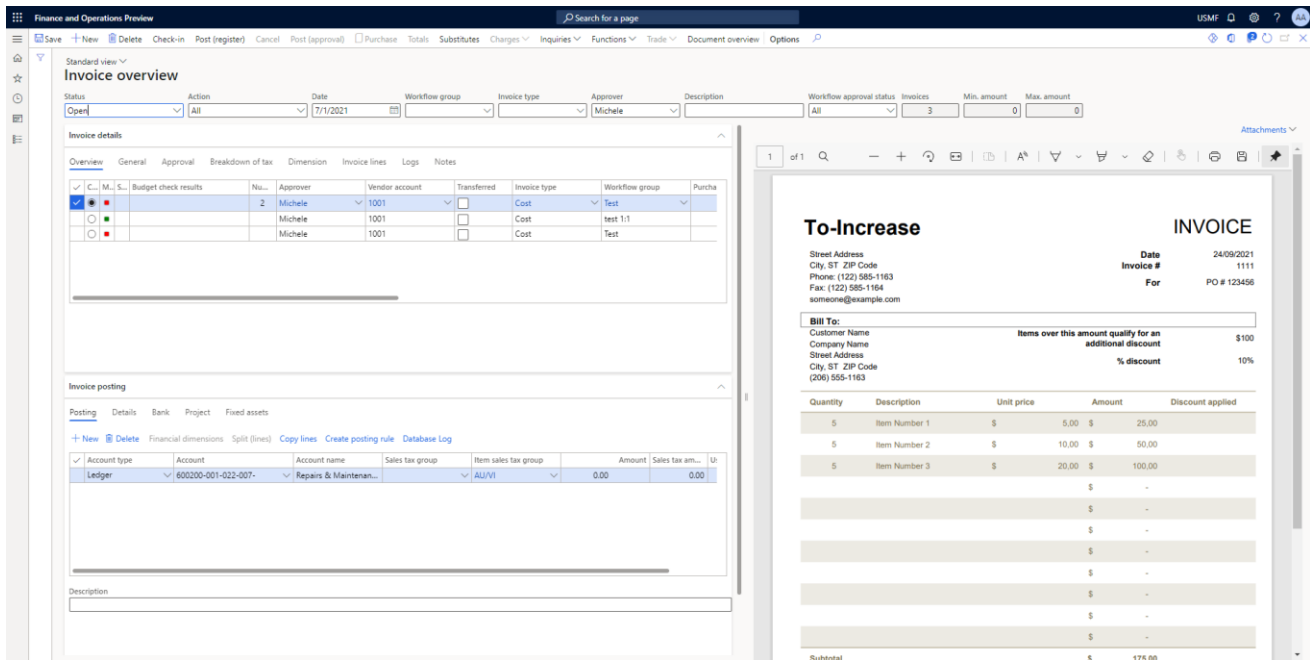 Finance and Operations Preview
Search for a page
USMF
?
AA
Save New Delete Check-in Post (register) Cancel Post (approval) Purchase Totals Substitutes Charges Inquiries Functions Trade Document overview Options
Standard view
Invoice overview
Status Action Date Workflow group Invoice type Approver Description Workflow approval status Invoices Min. amount Max. amount
Open All 7/1/2021 Michele All 3 0 0
Attachments
Invoice details
Overview General Approval Breakdown of tax Dimension Invoice lines Logs Notes
C... M... S... Budget check results Nu... Approver Vendor account Transferred Invoice type Workflow group Purcha
2 Michele 1001 Cost Test
Michele 1001 Cost test 1:1
Michele 1001 Cost Test
Invoice posting
Posting Details Bank Project Fixed assets
New Delete Financial dimensions Split (lines) Copy lines Create posting rule Database Log
Account type Account Account name Sales tax group Item sales tax group Amount Sales tax am...
Ledger 600200-001-022-007- Repairs & Maintenan... AU/VI 0.00 0.00
Description
1 of 1
To-Increase INVOICE
Street Address Date 24/09/2021
City, ST ZIP Code Invoice # 1111
Phone: (122) 585-1163
Fax: (122) 585-1164 For PO # 123456
someone@example.com
Bill To:
Customer Name Items over this amount qualify for an
Company Name additional discount $100
Street Address
City, ST ZIP Code % discount 10%
(206) 555-1163
Quantity Description Unit price Amount Discount applied
5 Item Number 1 $ 5,00 $ 25,00
5 Item Number 2 $ 10,00 $ 50,00
5 Item Number 3 $ 20,00 $ 100,00
$ -
$ -
$ -
$ -
$ -
$ -
$ -
$ -
Subtotal $ 175,00